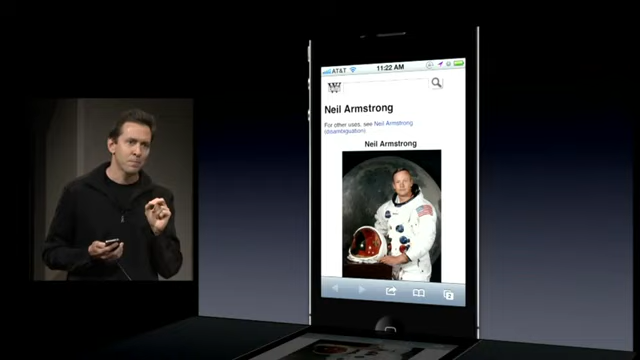 AT&T
11:22 AM
W
Neil Armstrong
For other uses, see Neil Armstrong
(disambiguation)
Neil Armstrong
2